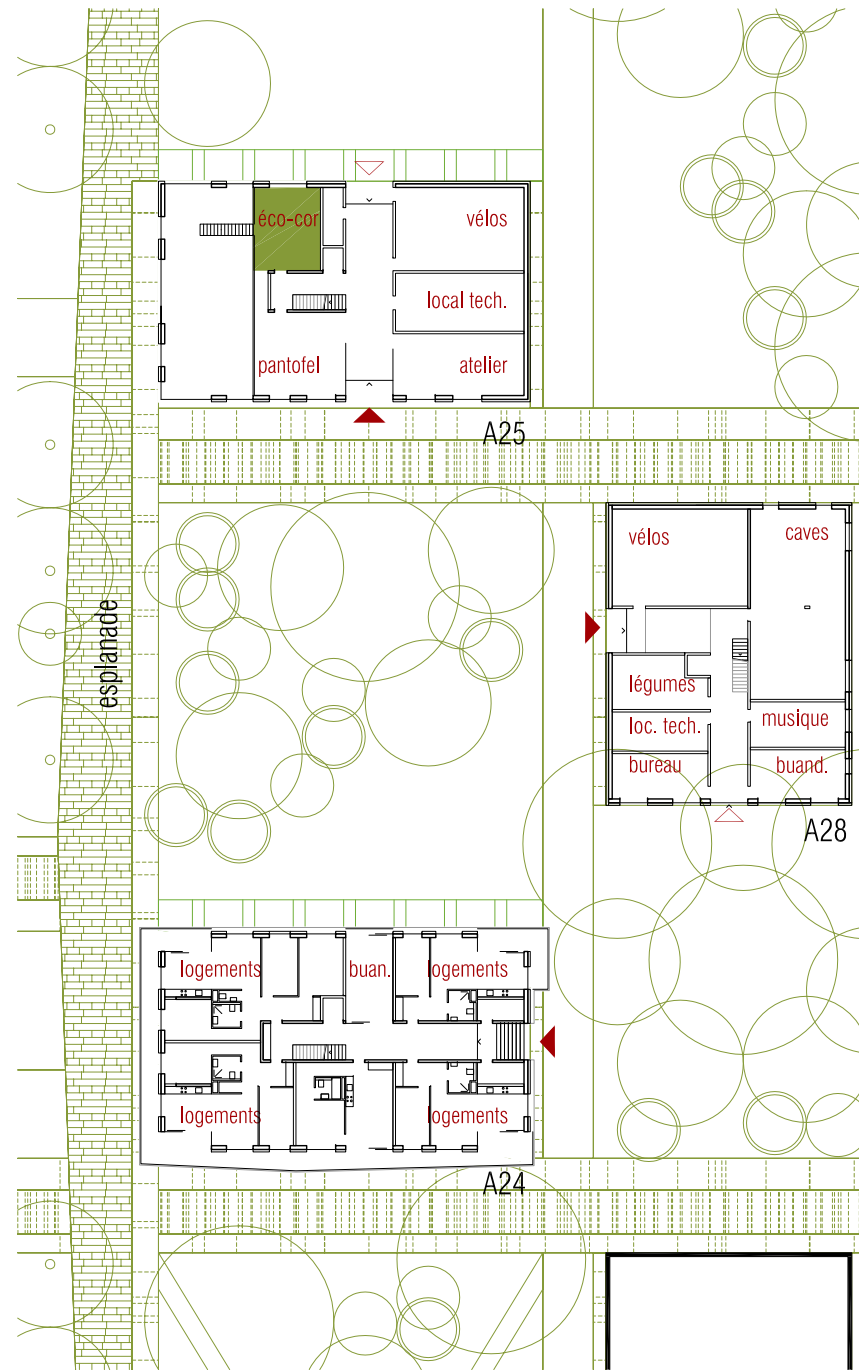 éco-cor
vélos
local tech.
pantofel
atelier
A25
vélos
caves
esplanade
légumes
loc. tech.
musique
bureau
buand.
A28
logements
buan.
logements
logements
logements
A24